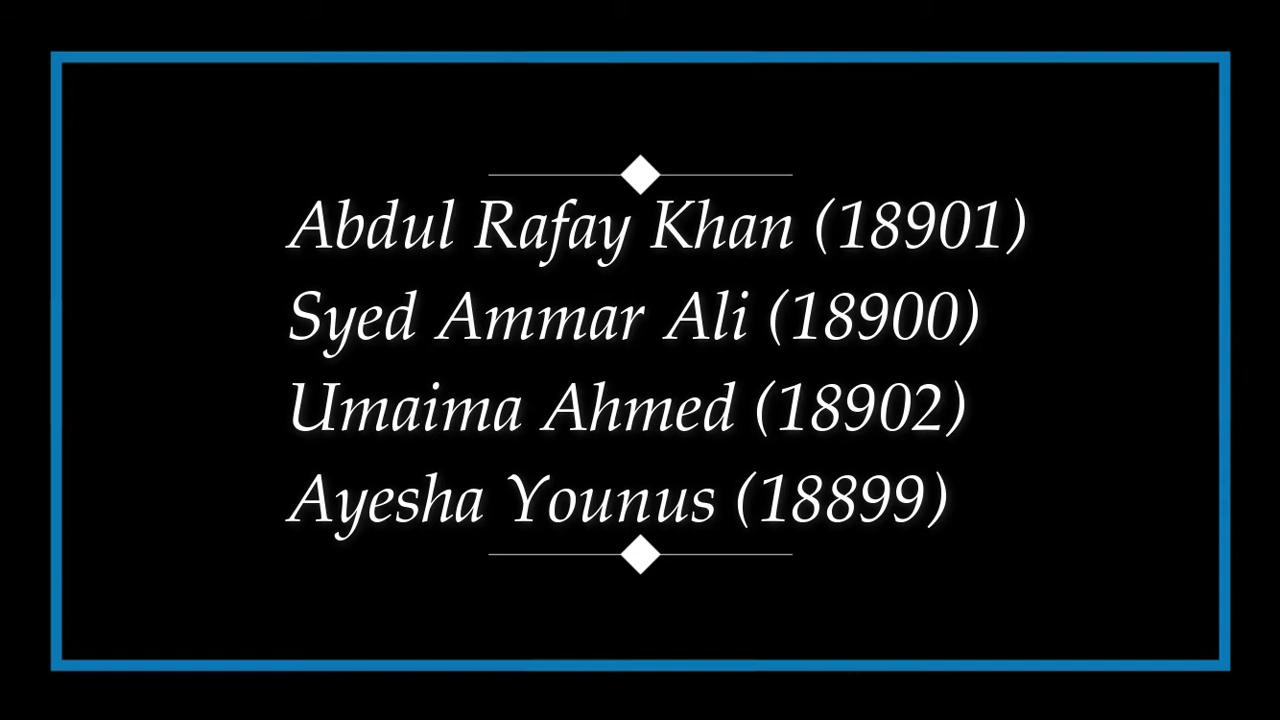 Abdul Rafay Khan (18901)
Syed Ammar Ali (18900)
Umaima Ahmed (18902)
Ayesha Younus (18899)